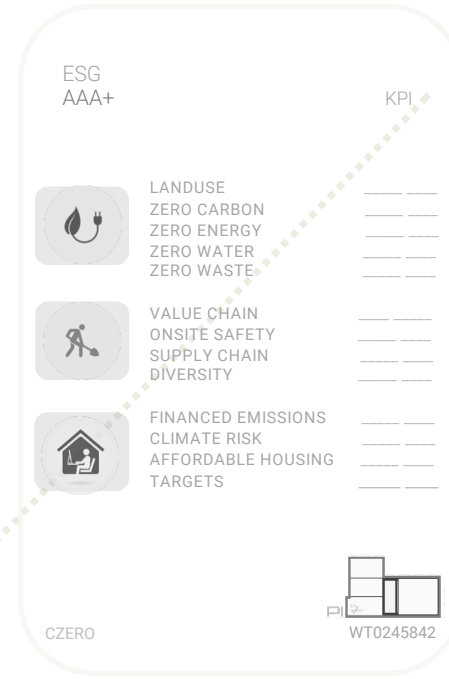 ESG
AAA+
KPI
LANDUSE
ZERO CARBON
ZERO ENERGY
ZERO WATER
ZERO WASTE
VALUE CHAIN
ONSITE SAFETY
SUPPLY CHAIN
DIVERSITY
FINANCED EMISSIONS
CLIMATE RISK
AFFORDABLE HOUSING
TARGETS
CZERO
WT0245842